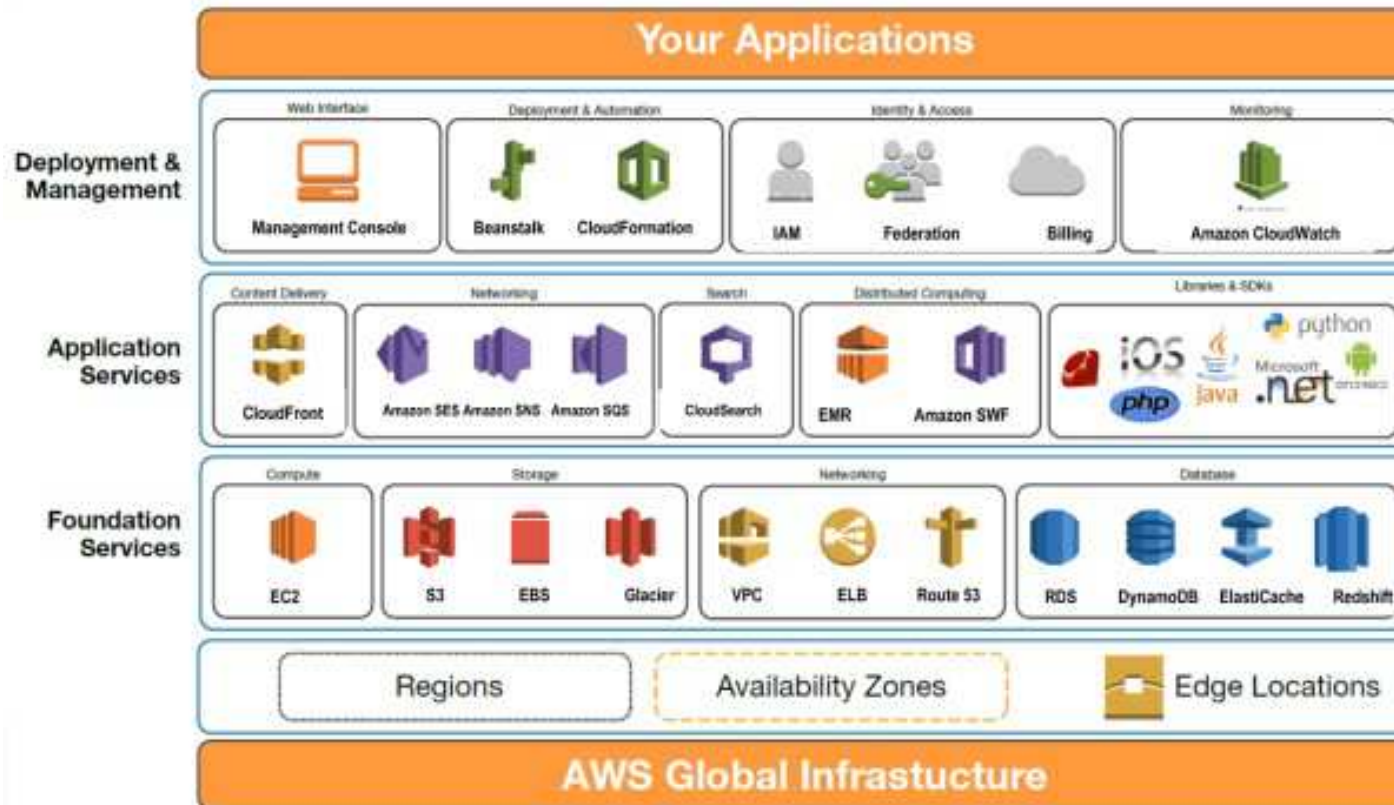 Your Applications
Deployment &
Management
Web Interface
Deployment & Automation
Identity & Access
Monitoring
Management Console
Beanstalk
CloudFormation
IAM
Federation
Billing
Amazon CloudWatch
Application
Services
Content Delivery
Networking
Search
Distributed Computing
Libraries & SDKs
CloudFront
Amazon SES
Amazon SNS
Amazon SQS
CloudSearch
EMR
Amazon SWF
iOS
php
java
python
Microsoft
.net
Foundation
Services
Compute
Storage
Networking
Database
EC2
S3
EBS
Glacier
VPC
ELB
Route 53
RDS
DynamoDB
ElastiCache
Redshift
Regions
Availability Zones
Edge Locations
AWS Global Infrastucture